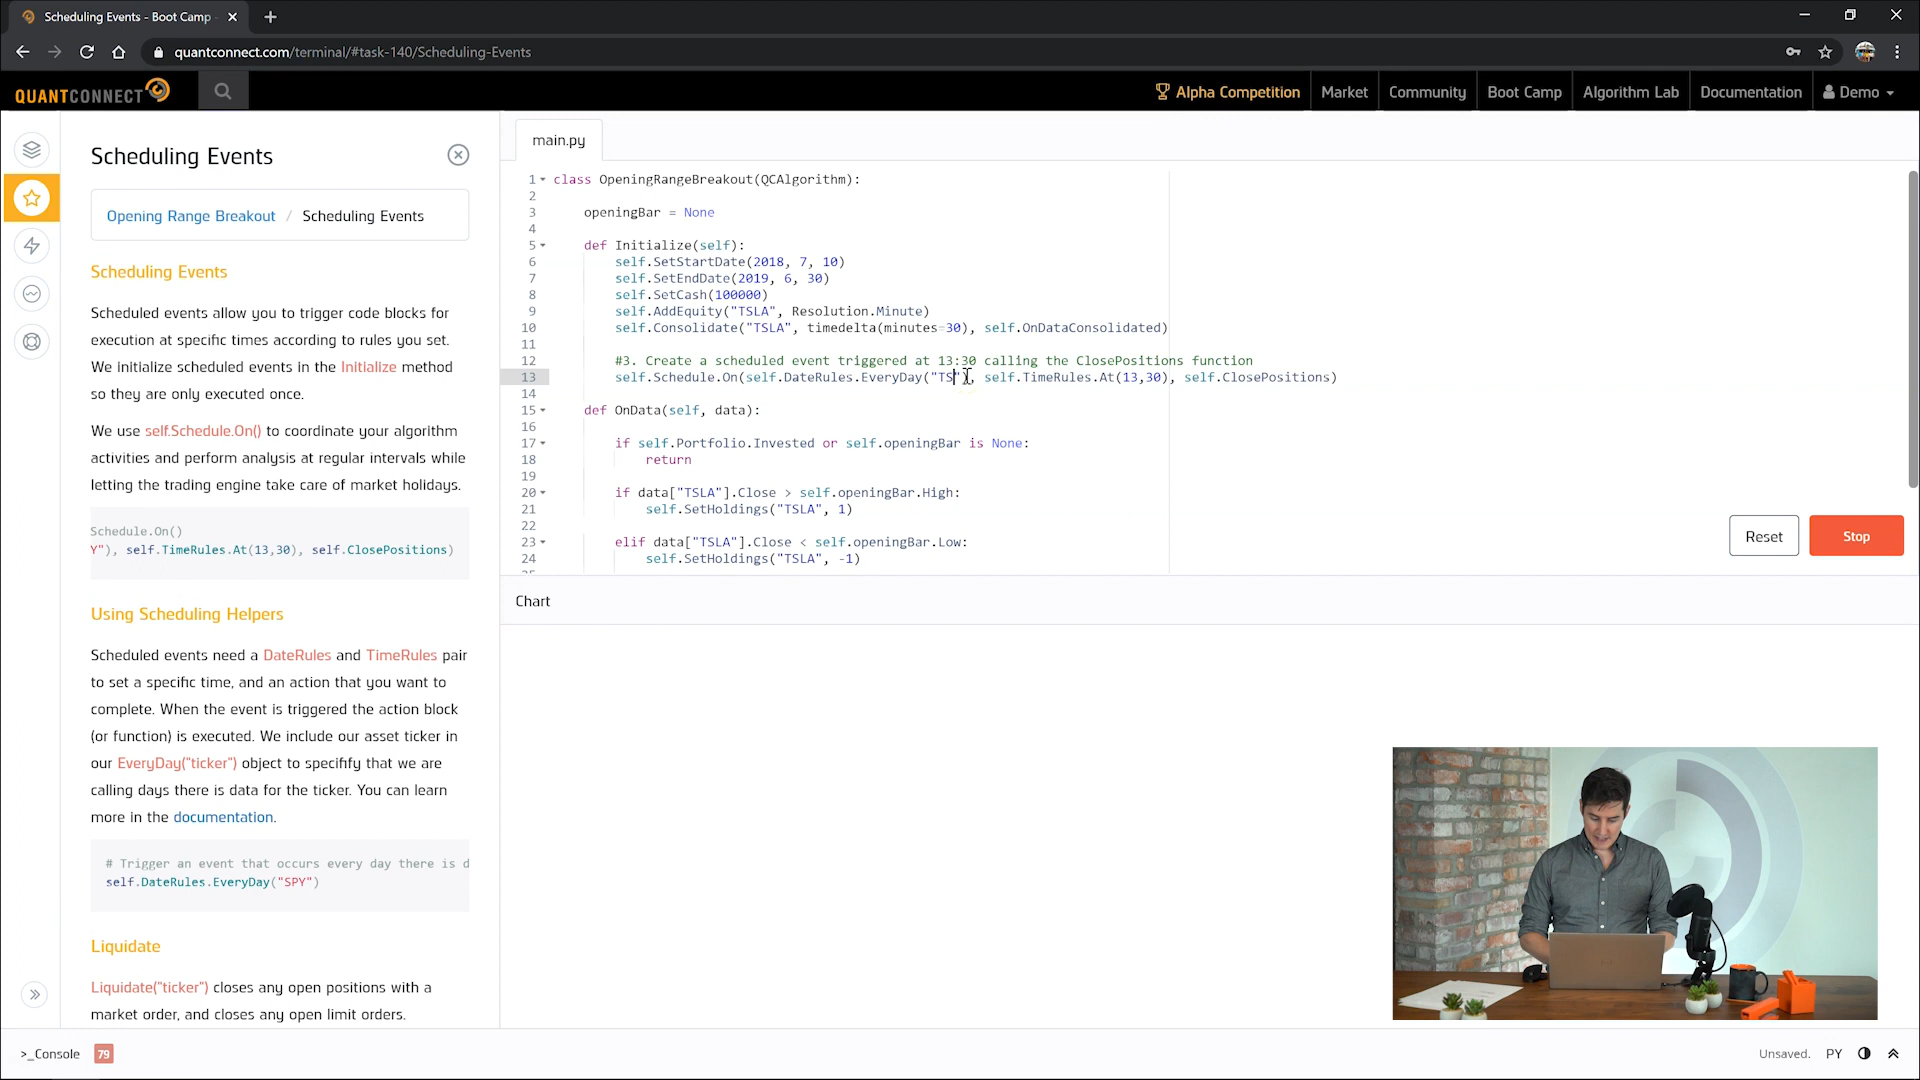 Scheduling Events - Boot Camp
quantconnect.com/terminal/#task-140/Scheduling-Events
QUANTCONNECT
Alpha Competition
Market
Community
Boot Camp
Algorithm Lab
Documentation
Demo
Scheduling Events
Opening Range Breakout / Scheduling Events
Scheduling Events
Scheduled events allow you to trigger code blocks for
execution at specific times according to rules you set.
We initialize scheduled events in the Initialize method
so they are only executed once.
We use self.Schedule.On() to coordinate your algorithm
activities and perform analysis at regular intervals while
letting the trading engine take care of market holidays.
Schedule.On()
Y"), self.TimeRules.At(13,30), self.ClosePositions)
Using Scheduling Helpers
Scheduled events need a DateRules and TimeRules pair
to set a specific time, and an action that you want to
complete. When the event is triggered the action block
(or function) is executed. We include our asset ticker in
our EveryDay("ticker") object to specifify that we are
calling days there is data for the ticker. You can learn
more in the documentation.
# Trigger an event that occurs every day there is d
self.DateRules.EveryDay("SPY")
Liquidate
Liquidate("ticker") closes any open positions with a
market order, and closes any open limit orders.
main.py
1 class OpeningRangeBreakout(QCAlgorithm):
2
3 openingBar = None
4
5 def Initialize(self):
6 self.SetStartDate(2018, 7, 10)
7 self.SetEndDate(2019, 6, 30)
8 self.SetCash(100000)
9 self.AddEquity("TSLA", Resolution.Minute)
10 self.Consolidate("TSLA", timedelta(minutes=30), self.OnDataConsolidated)
11
12 #3. Create a scheduled event triggered at 13:30 calling the ClosePositions function
13 self.Schedule.On(self.DateRules.EveryDay("TS"), self.TimeRules.At(13,30), self.ClosePositions)
14
15 def OnData(self, data):
16
17 if self.Portfolio.Invested or self.openingBar is None:
18 return
19
20 if data["TSLA"].Close > self.openingBar.High:
21 self.SetHoldings("TSLA", 1)
22
23 elif data["TSLA"].Close < self.openingBar.Low:
24 self.SetHoldings("TSLA", -1)
Reset
Stop
Chart
>_Console 79
Unsaved. PY